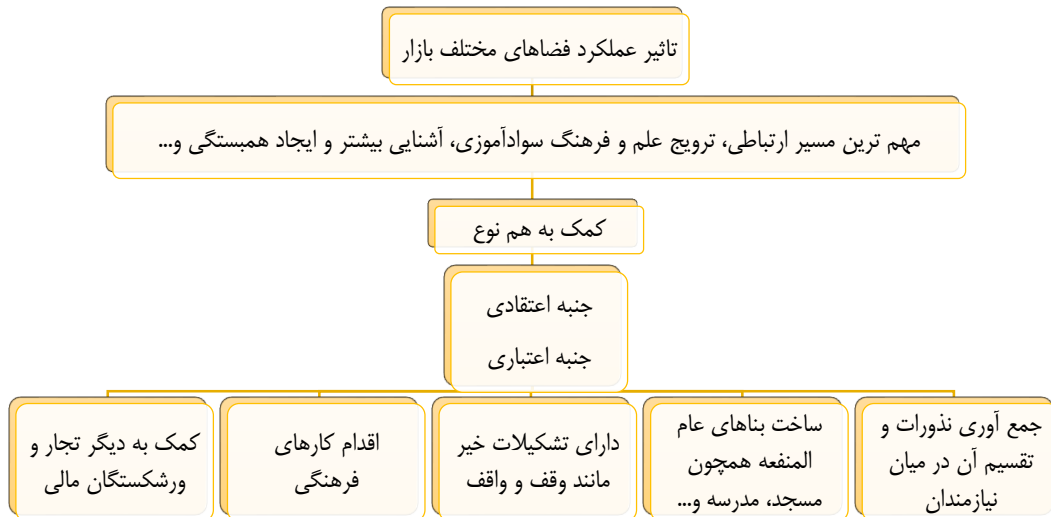 تاثیر عملکرد فضاهای مختلف بازار
مهم ترین مسیر ارتباطی، ترویج علم و فرهنگ سوادآموزی، آشنایی بیشتر و ایجاد همبستگی و...
کمک به هم نوع
جنبه اعتقادی
جنبه اعتباری
جمع آوری نذورات و
تقسیم آن در میان
نیازمندان
ساخت بناهای عام
المنفعه همچون
مسجد، مدرسه و...
دارای تشکیلات خیر
مانند وقف و واقف
اقدام کارهای
فرهنگی
کمک به دیگر تجار و
ورشکستگان مالی